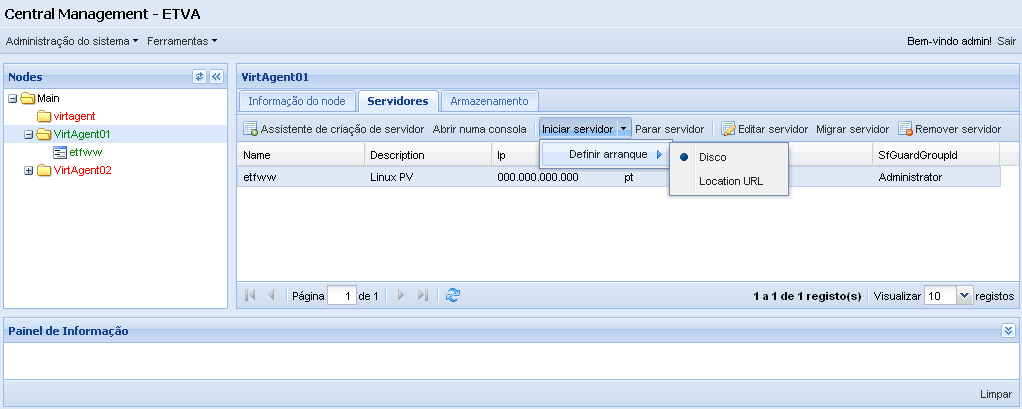 Central Management - ETVA
Administração do sistema Ferramentas Bem-vindo admin! Sair
Nodes
Main
virtagent
VirtAgent01
etfww
VirtAgent02
VirtAgent01
Informação do node Servidores Armazenamento
Assistente de criação de servidor Abrir numa consola Iniciar servidor Parar servidor Editar servidor Migrar servidor Remover servidor
Definir arranque
Disco
Location URL
Name Description Ip SfGuardGroupId
etfww Linux PV 000.000.000.000 pt Administrator
Página 1 de 1 1 a 1 de 1 registo(s) Visualizar 10 registos
Painel de Informação
Limpar